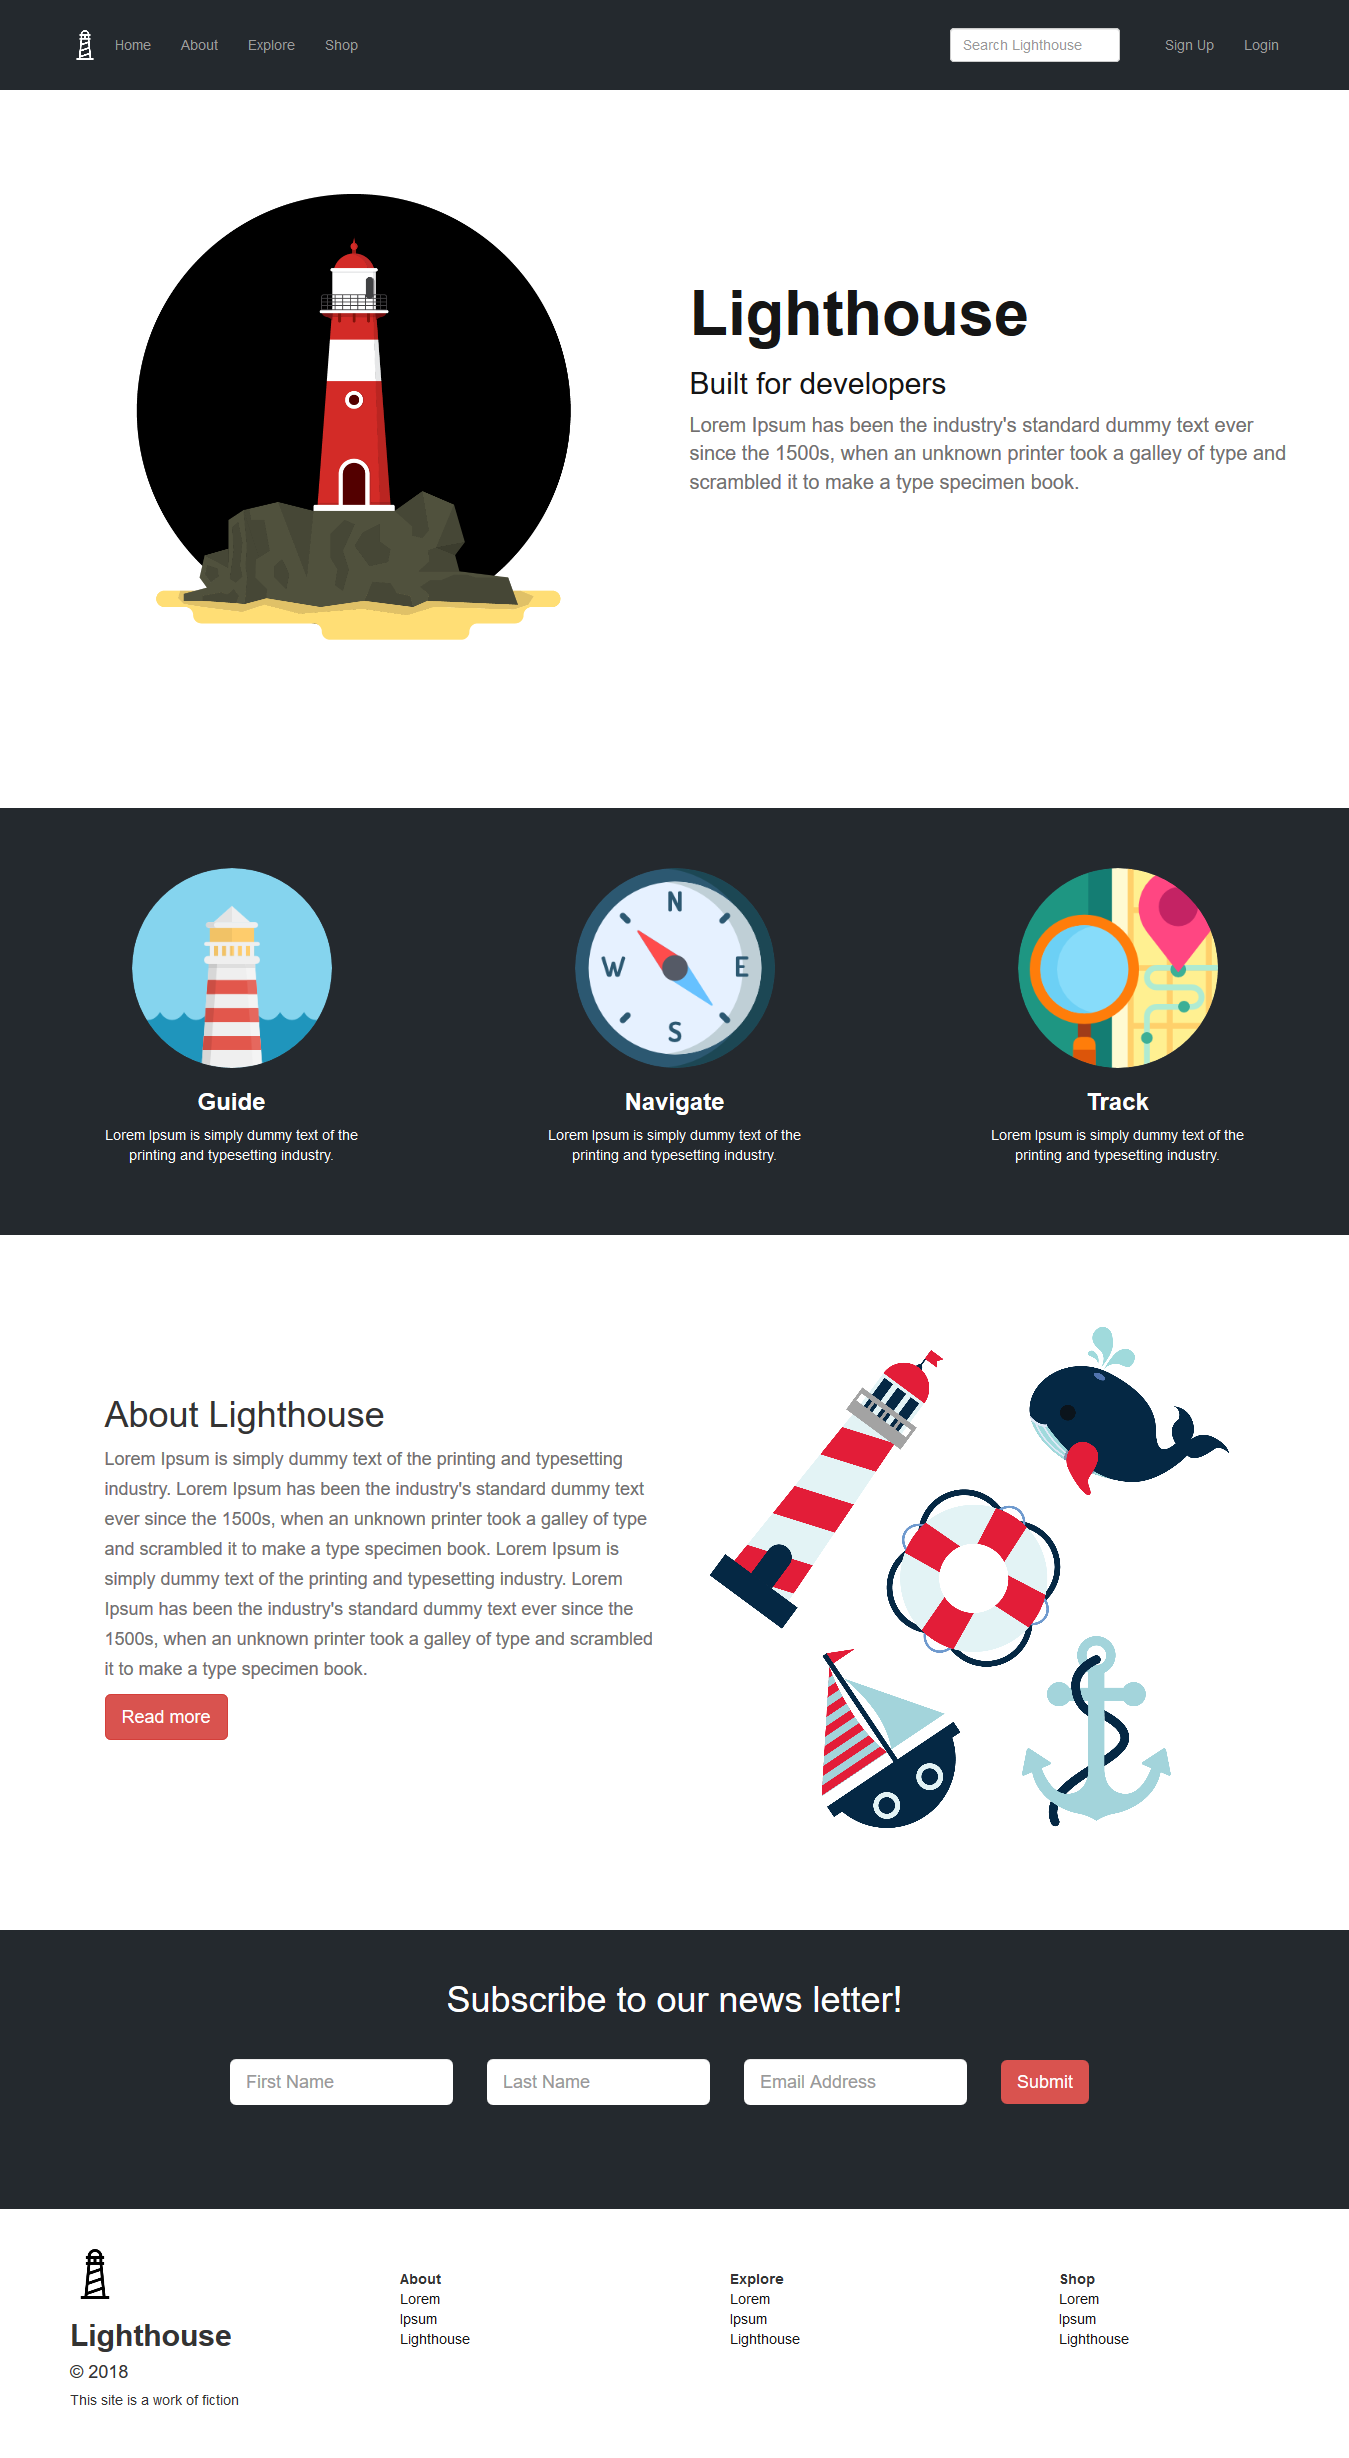 Home About Explore Shop Search Lighthouse Sign Up Login
Lighthouse
Built for developers
Lorem Ipsum has been the industry's standard dummy text ever
since the 1500s, when an unknown printer took a galley of type and
scrambled it to make a type specimen book.
N
W E
S
Guide
Lorem Ipsum is simply dummy text of the
printing and typesetting industry.
Navigate
Lorem Ipsum is simply dummy text of the
printing and typesetting industry.
Track
Lorem Ipsum is simply dummy text of the
printing and typesetting industry.
About Lighthouse
Lorem Ipsum is simply dummy text of the printing and typesetting
industry. Lorem Ipsum has been the industry's standard dummy text
ever since the 1500s, when an unknown printer took a galley of type
and scrambled it to make a type specimen book. Lorem Ipsum is
simply dummy text of the printing and typesetting industry. Lorem
Ipsum has been the industry's standard dummy text ever since the
1500s, when an unknown printer took a galley of type and scrambled
it to make a type specimen book.
Read more
Subscribe to our news letter!
First Name Last Name Email Address Submit
Lighthouse
© 2018
This site is a work of fiction
About
Lorem
Ipsum
Lighthouse
Explore
Lorem
Ipsum
Lighthouse
Shop
Lorem
Ipsum
Lighthouse